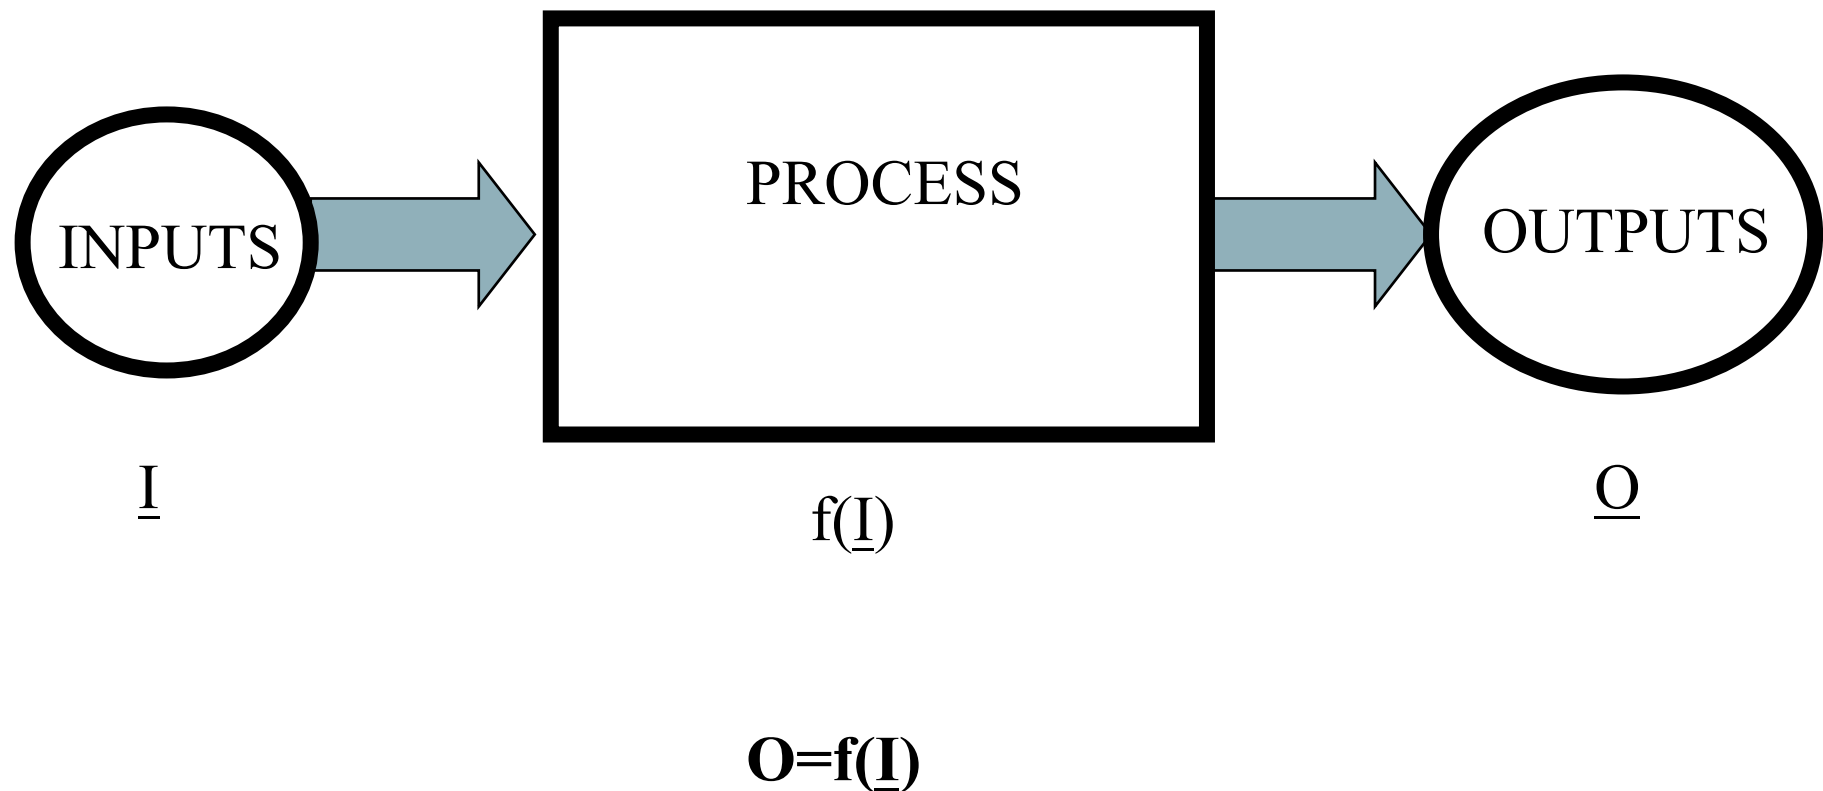 PROCESS
INPUTS
OUTPUTS
I
f(I)
O
O=f(I)